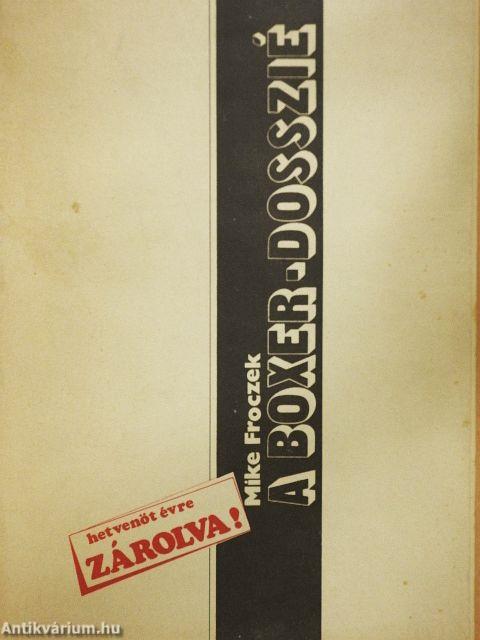 Mike Froczek
A BOXER-DOSSZIÉ
hetvenöt évre
ZÁROLVA!
Antikvárium.hu